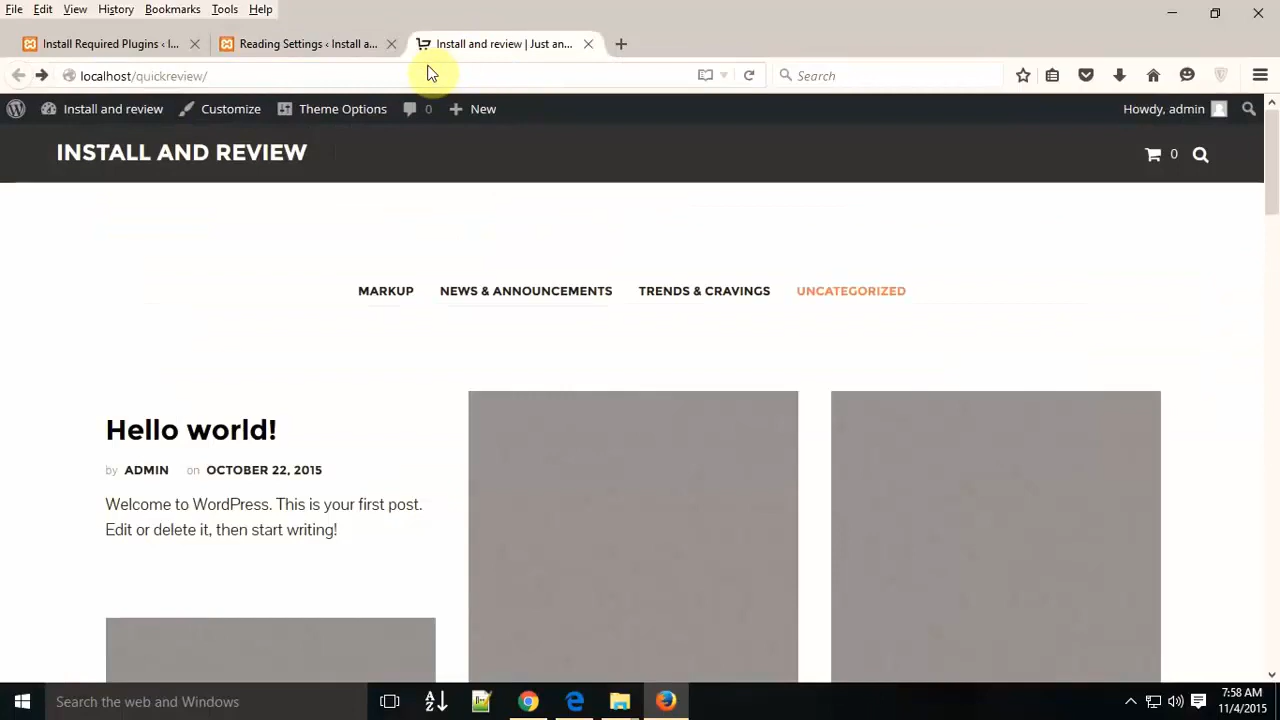 File Edit View History Bookmarks Tools Help
Install Required Plugins ‹ I...
Reading Settings ‹ Install a...
Install and review | Just an...
localhost/quickreview/
Search
Install and review
Customize
Theme Options
0
New
Howdy, admin
INSTALL AND REVIEW
0
MARKUP NEWS & ANNOUNCEMENTS TRENDS & CRAVINGS UNCATEGORIZED
Hello world!
by ADMIN on OCTOBER 22, 2015
Welcome to WordPress. This is your first post.
Edit or delete it, then start writing!
Search the web and Windows
7:58 AM
11/4/2015